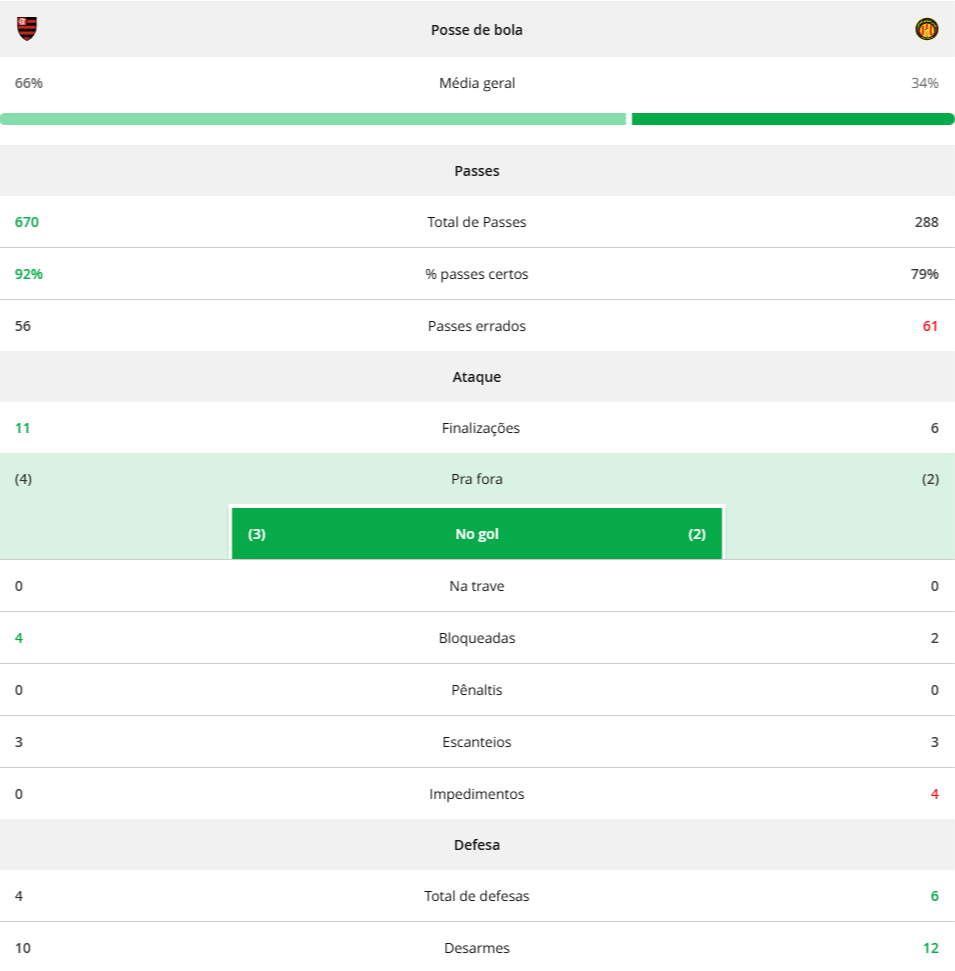 Posse de bola
66% Média geral 34%
Passes
670 Total de Passes 288
92% % passes certos 79%
56 Passes errados 61
Ataque
11 Finalizações 6
(4) Pra fora (2)
(3) No gol (2)
0 Na trave 0
4 Bloqueadas 2
0 Pênaltis 0
3 Escanteios 3
0 Impedimentos 4
Defesa
4 Total de defesas 6
10 Desarmes 12